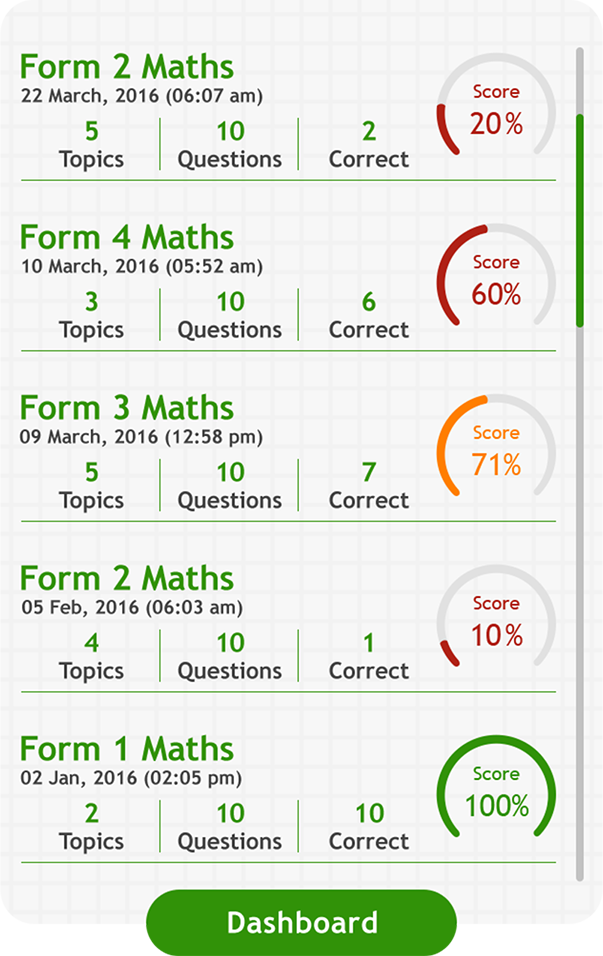 Form 2 Maths
22 March, 2016 (06:07 am)
5 10 2
Topics Questions Correct
Score
20%
Form 4 Maths
10 March, 2016 (05:52 am)
3 10 6
Topics Questions Correct
Score
60%
Form 3 Maths
09 March, 2016 (12:58 pm)
5 10 7
Topics Questions Correct
Score
71%
Form 2 Maths
05 Feb, 2016 (06:03 am)
4 10 1
Topics Questions Correct
Score
10%
Form 1 Maths
02 Jan, 2016 (02:05 pm)
2 10 10
Topics Questions Correct
Score
100%
Dashboard